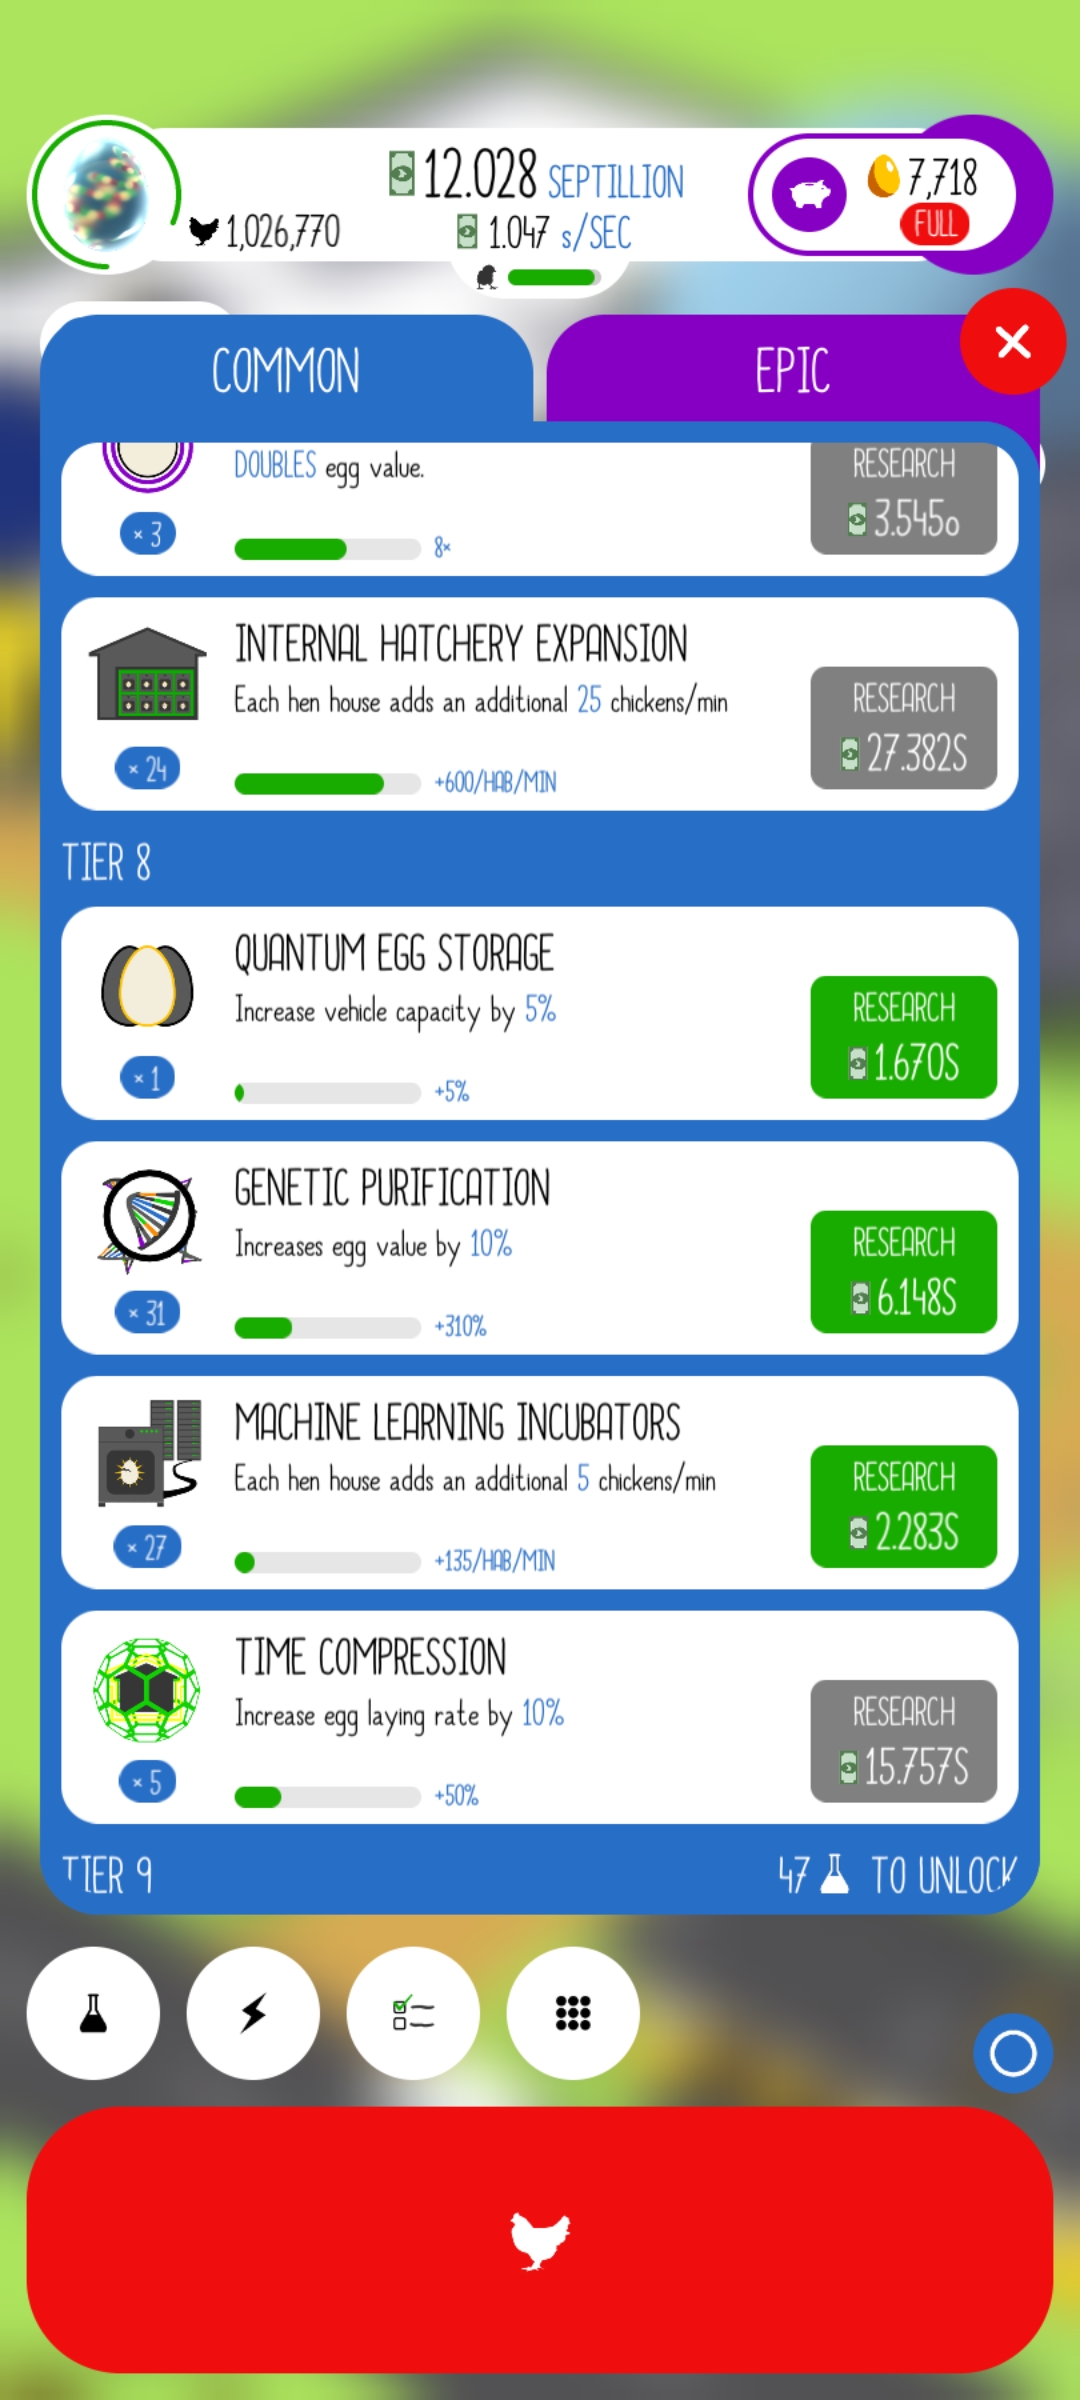 12.028 SEPTILLION
1,026,770
1.047 s/SEC
7,718
FULL
COMMON
EPIC
DOUBLES egg value.
RESEARCH
3.545o
× 3
8×
INTERNAL HATCHERY EXPANSION
Each hen house adds an additional 25 chickens/min
RESEARCH
27.382S
× 24
+600/HAB/MIN
TIER 8
QUANTUM EGG STORAGE
Increase vehicle capacity by 5%
RESEARCH
1.670S
× 1
+5%
GENETIC PURIFICATION
Increases egg value by 10%
RESEARCH
6.148S
× 31
+310%
MACHINE LEARNING INCUBATORS
Each hen house adds an additional 5 chickens/min
RESEARCH
2.283S
× 27
+135/HAB/MIN
TIME COMPRESSION
Increase egg laying rate by 10%
RESEARCH
15.757S
× 5
+50%
TIER 9
47 TO UNLOCK